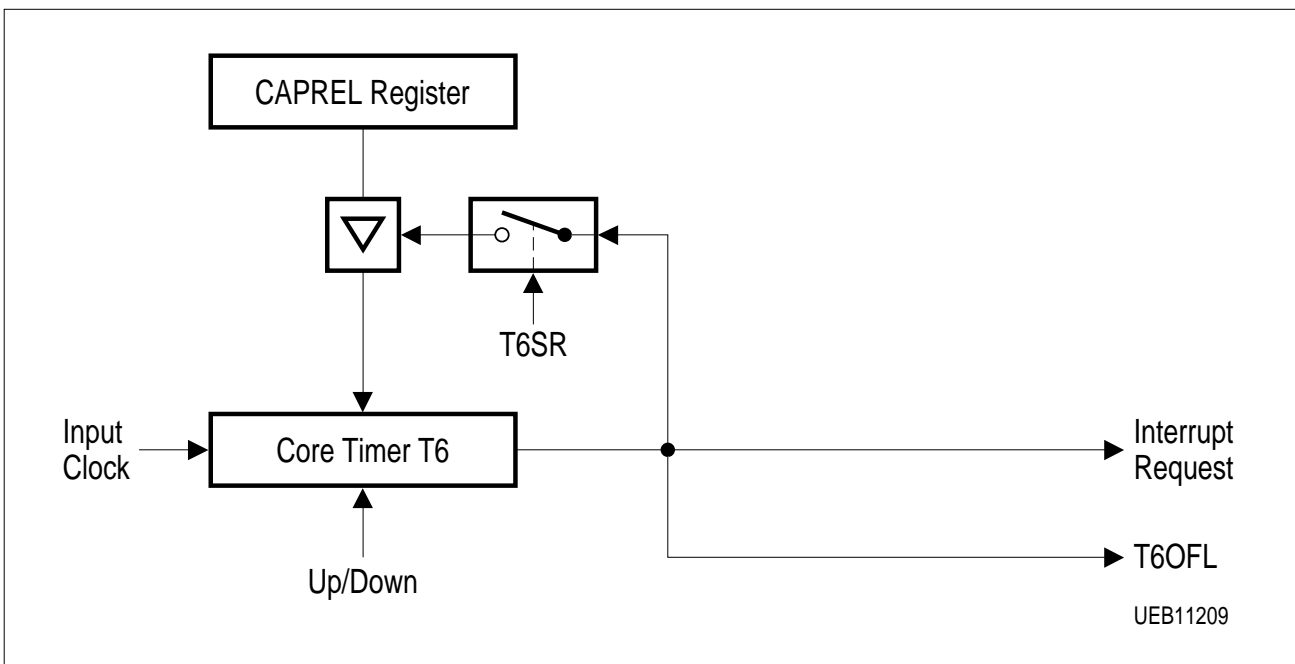 CAPREL Register
T6SR
Input
Clock
Core Timer T6
Interrupt
Request
Up/Down
T6OFL
UEB11209